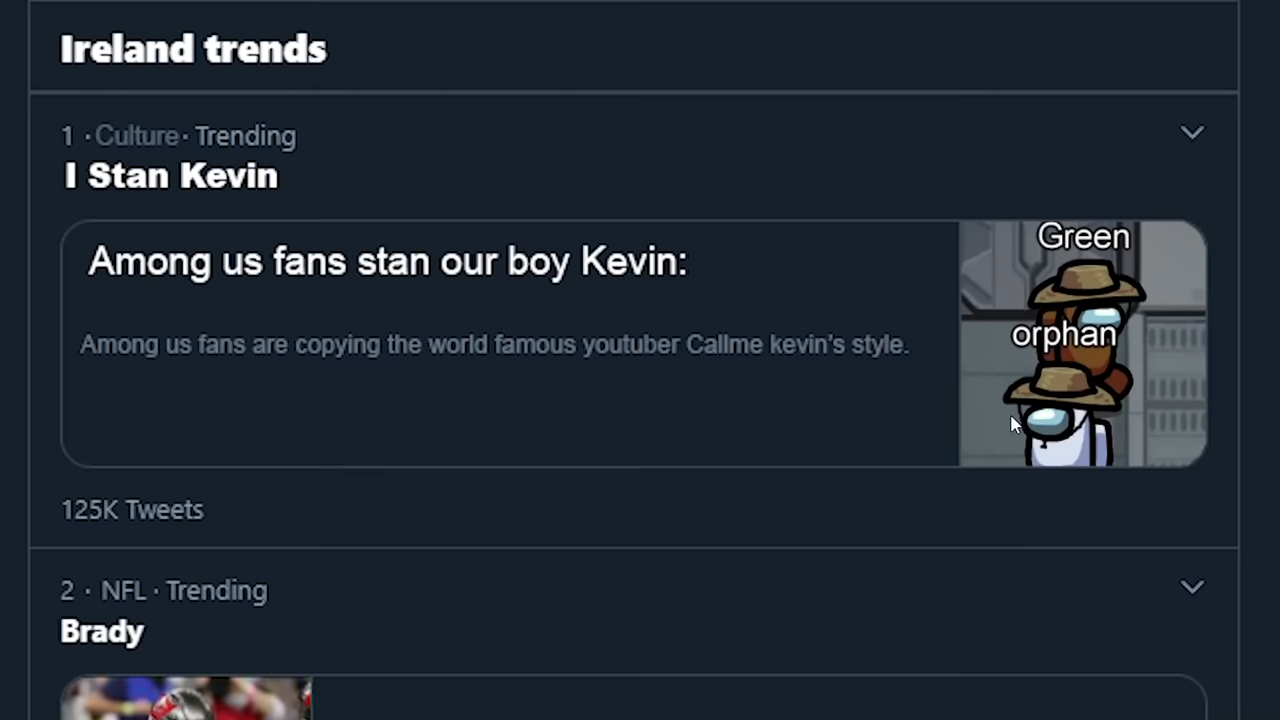 Ireland trends
1 · Culture · Trending
I Stan Kevin
Among us fans stan our boy Kevin:
Among us fans are copying the world famous youtuber Callme kevin's style.
Green
orphan
125K Tweets
2 · NFL · Trending
Brady